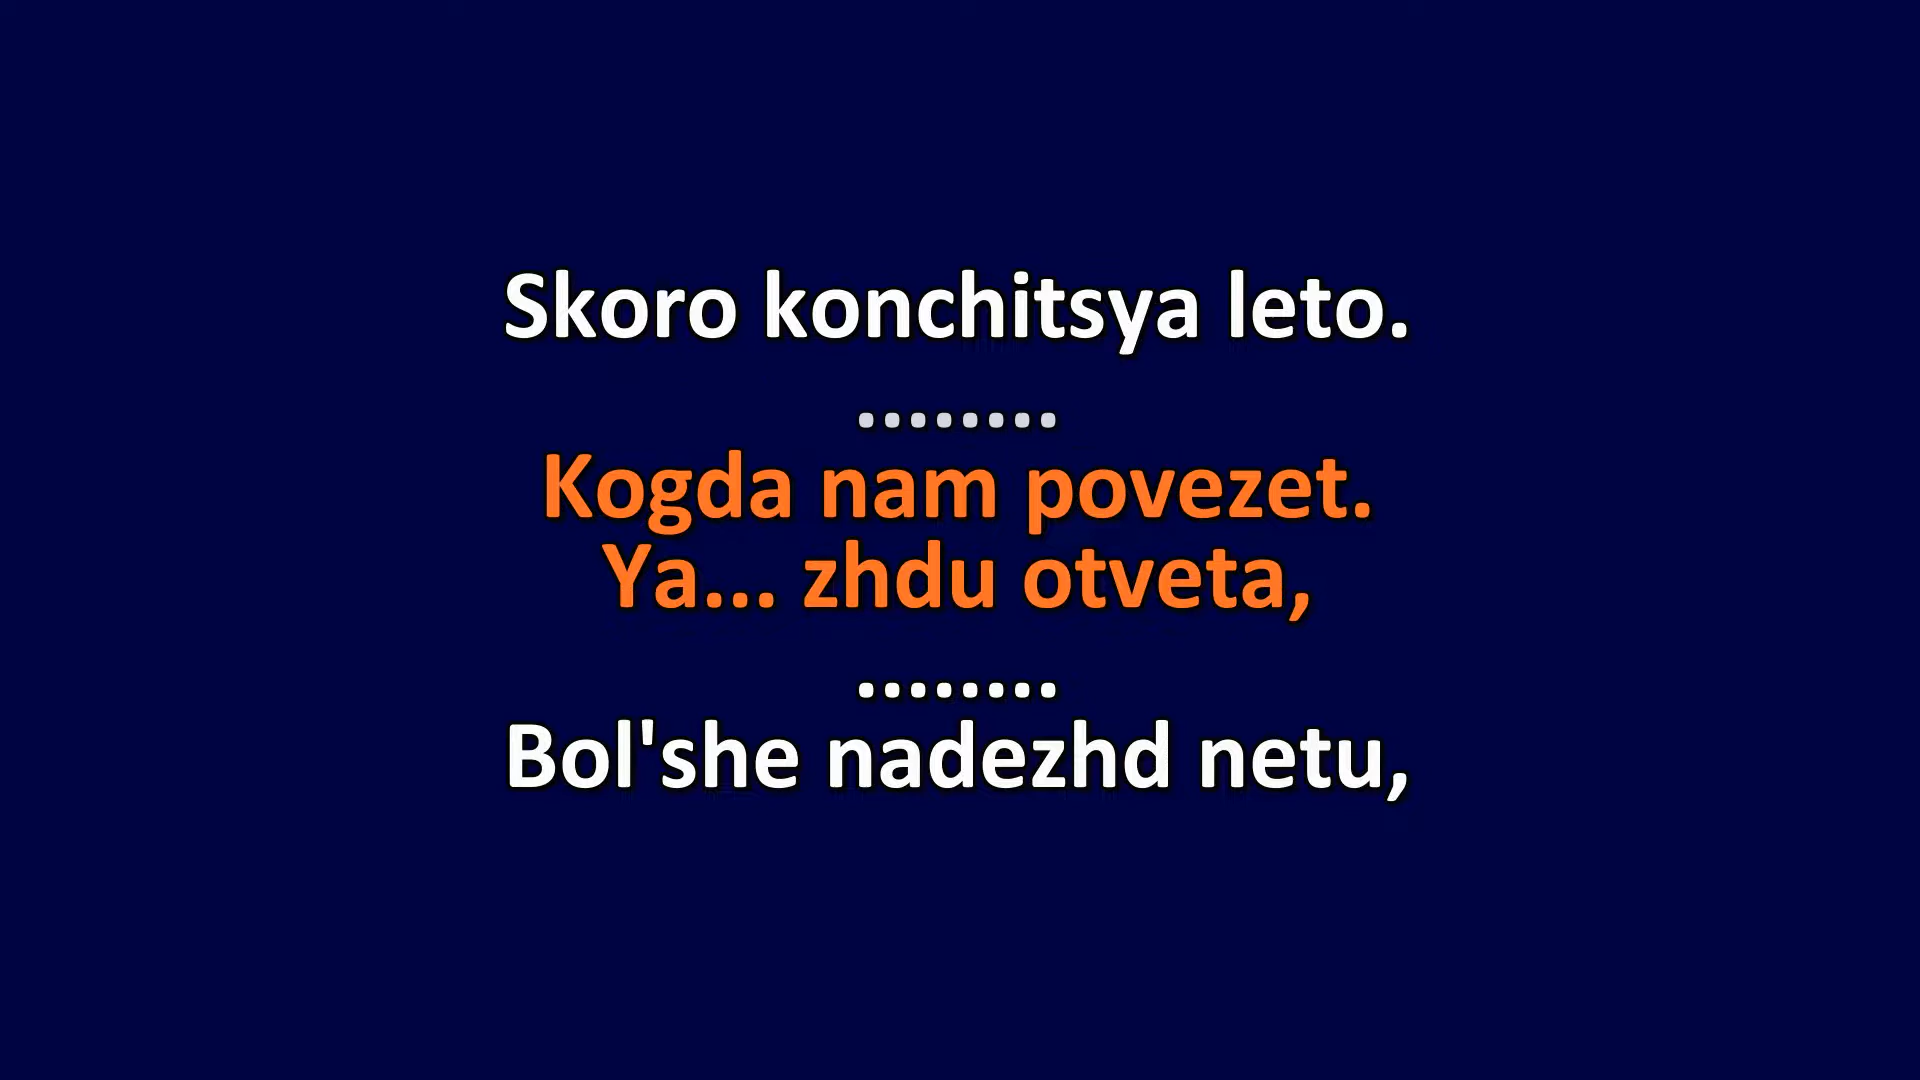 Skoro konchitsya leto.
........
Kogda nam povezet.
Ya... zhdu otveta,
........
Bol'she nadezhd netu,